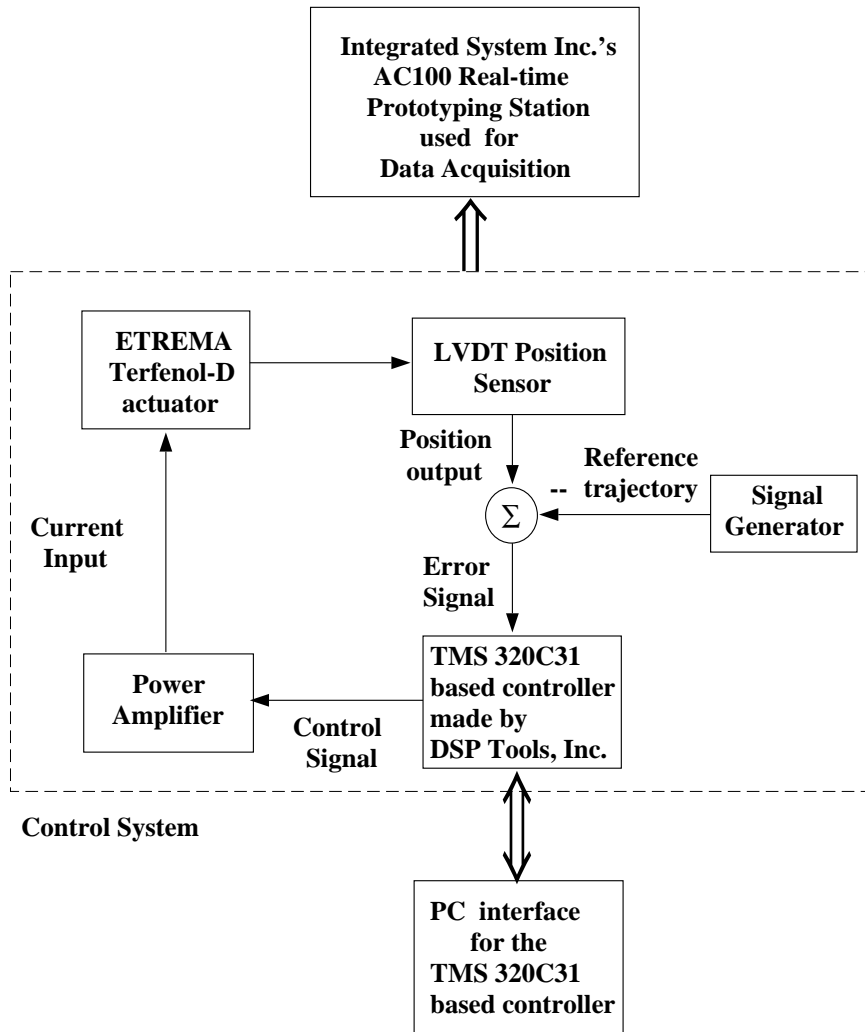 Integrated System Inc.'s
AC100 Real-time
Prototyping Station
used for
Data Acquisition
ETREMA
Terfenol-D
actuator
LVDT Position
Sensor
Position
output
Reference
trajectory
--
Σ
Signal
Generator
Current
Input
Error
Signal
Power
Amplifier
Control
Signal
TMS 320C31
based controller
made by
DSP Tools, Inc.
Control System
PC interface
for the
TMS 320C31
based controller